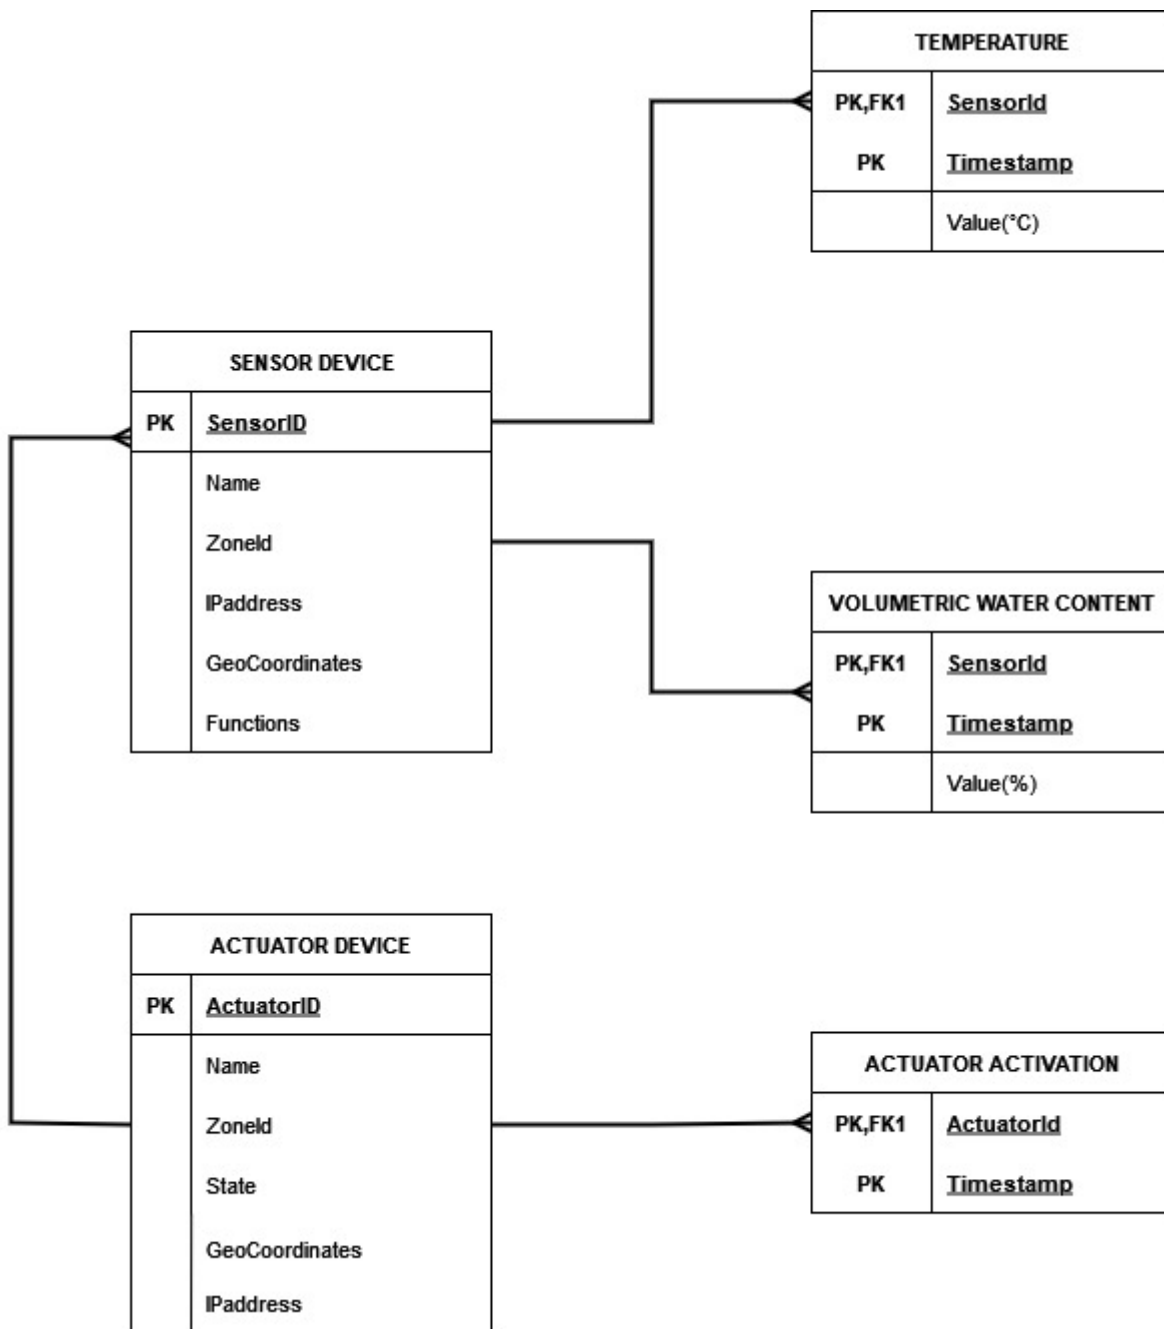 TEMPERATURE
PK,FK1 SensorId
PK Timestamp
Value(°C)
SENSOR DEVICE
PK SensorID
Name
ZoneId
IPaddress
GeoCoordinates
Functions
VOLUMETRIC WATER CONTENT
PK,FK1 SensorId
PK Timestamp
Value(%)
ACTUATOR DEVICE
PK ActuatorID
Name
ZoneId
State
GeoCoordinates
IPaddress
ACTUATOR ACTIVATION
PK,FK1 ActuatorId
PK Timestamp